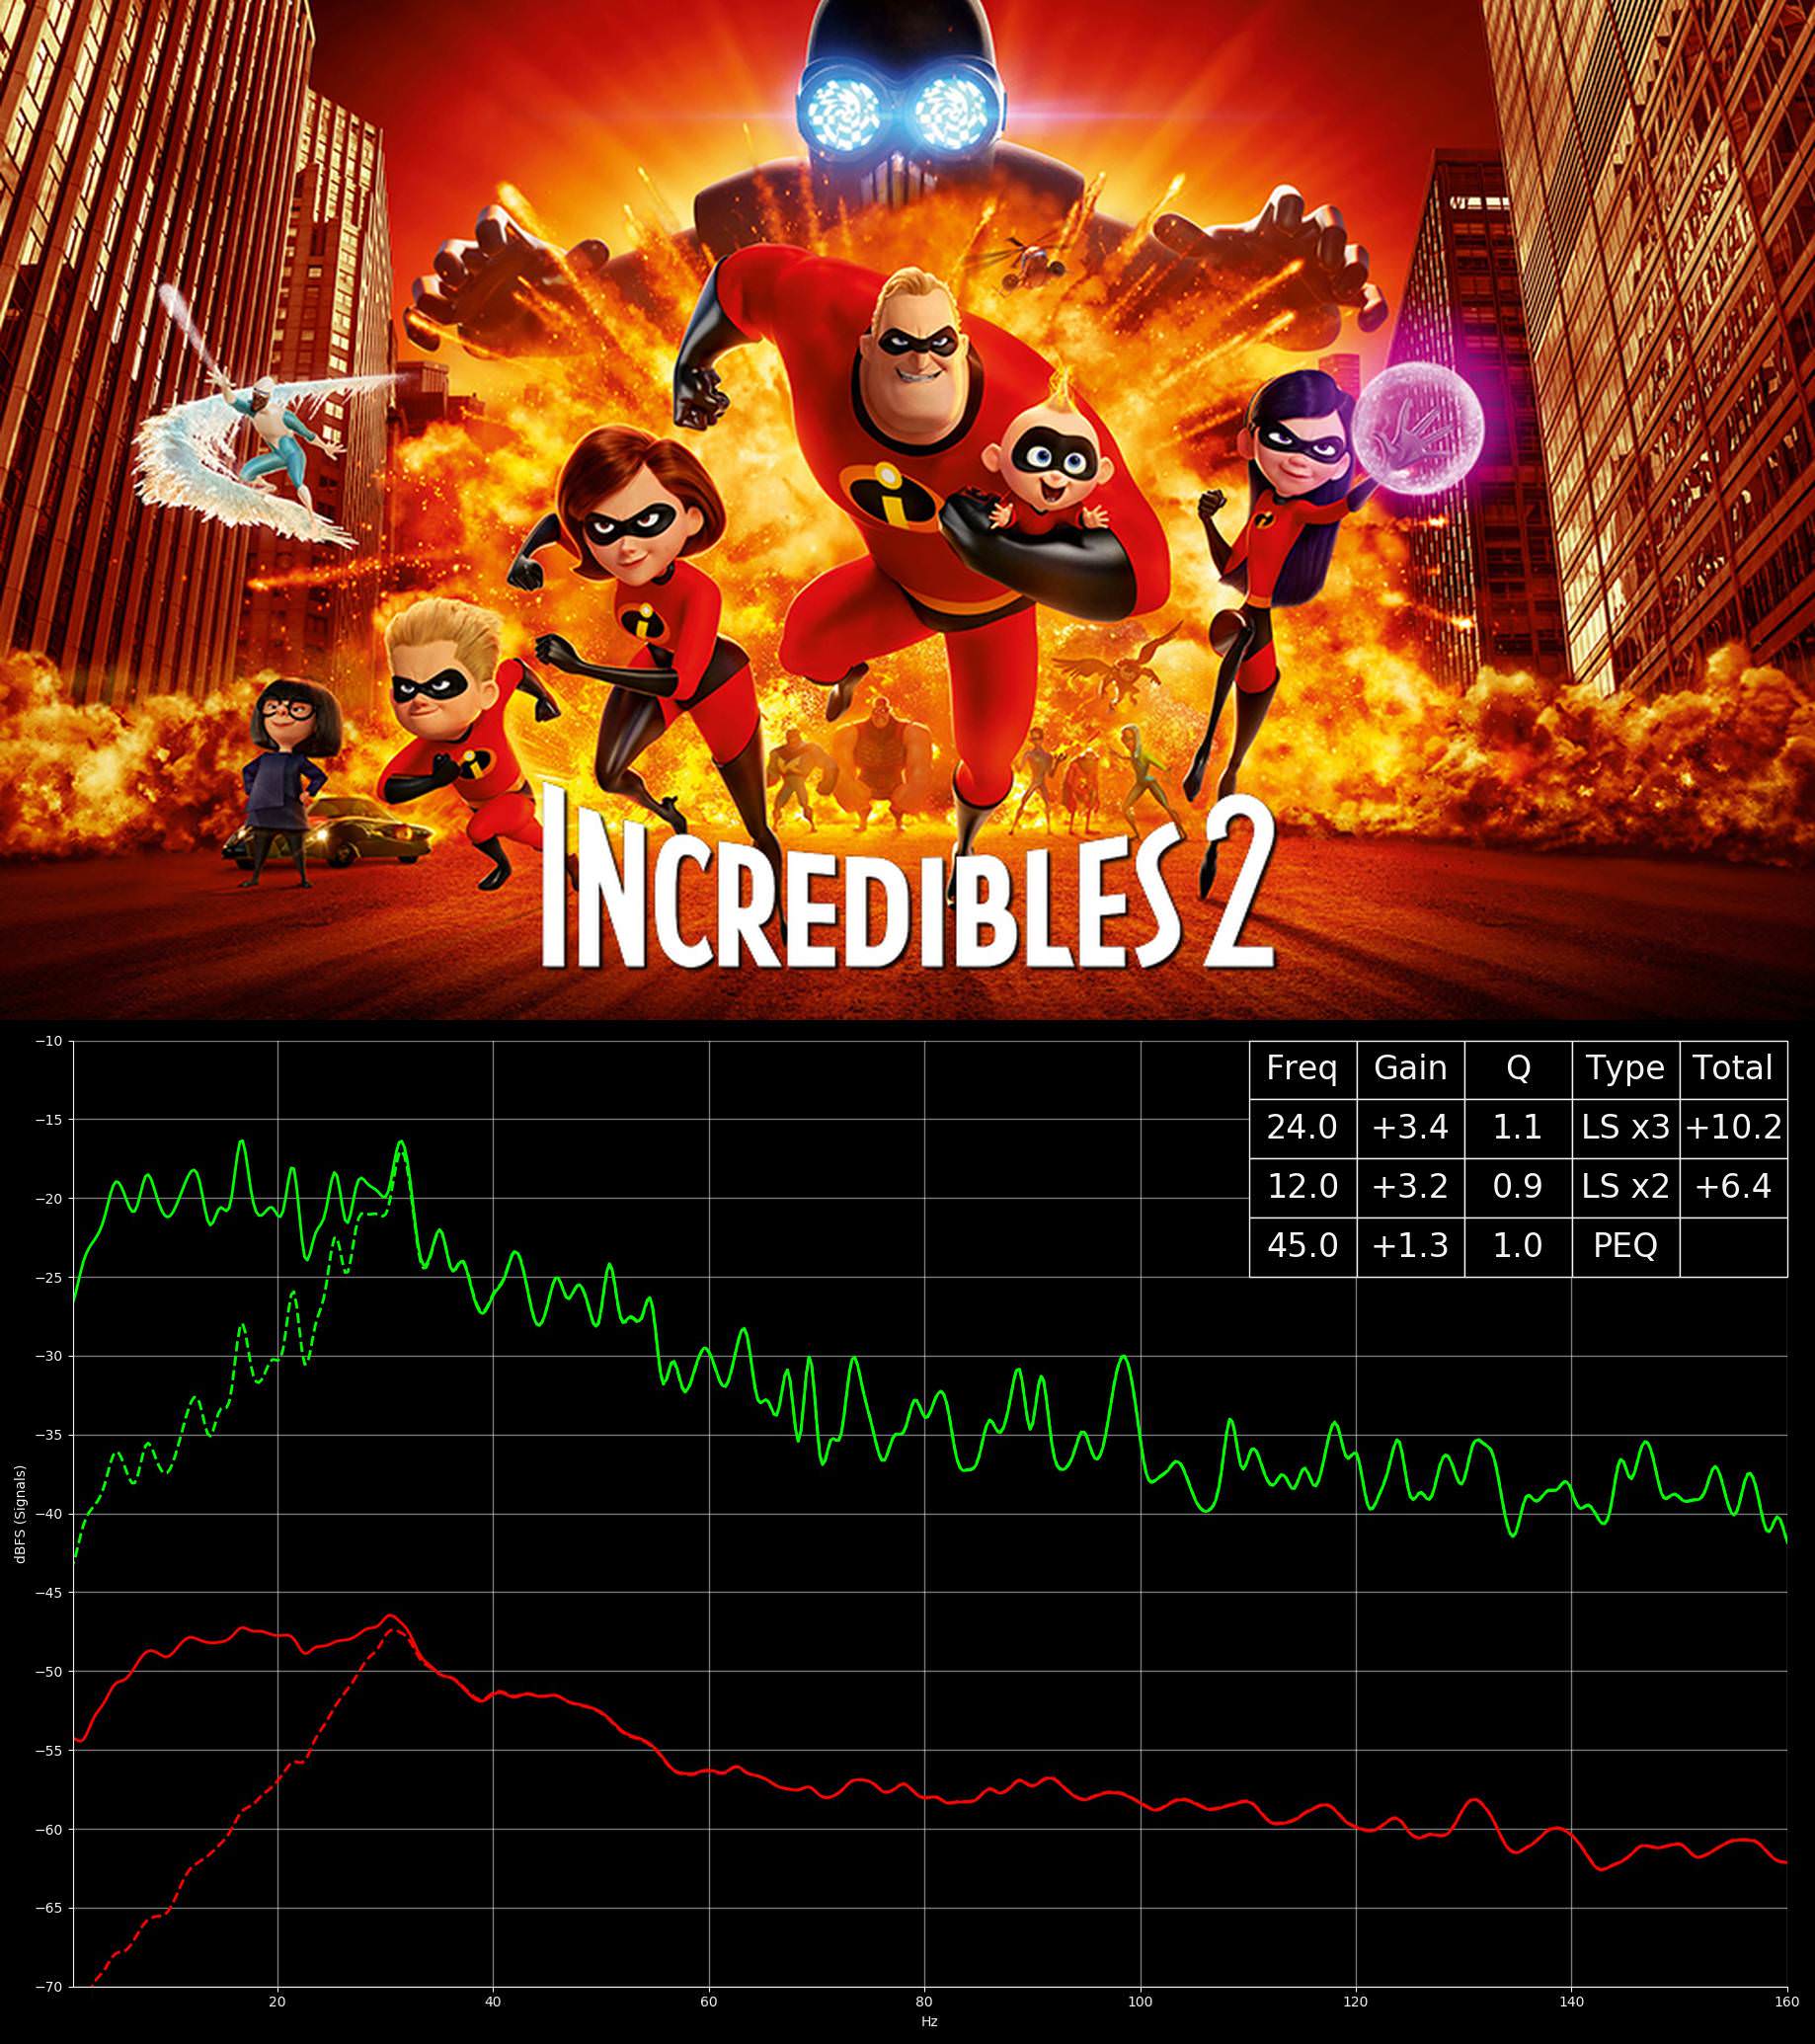 INCREDIBLES 2
Freq Gain Q Type Total
24.0 +3.4 1.1 LS x3 +10.2
12.0 +3.2 0.9 LS x2 +6.4
45.0 +1.3 1.0 PEQ
−10
−15
−20
−25
−30
−35
−40
−45
−50
−55
−60
−65
−70
dBFS (Signals)
20 40 60 80 100 120 140 160
Hz